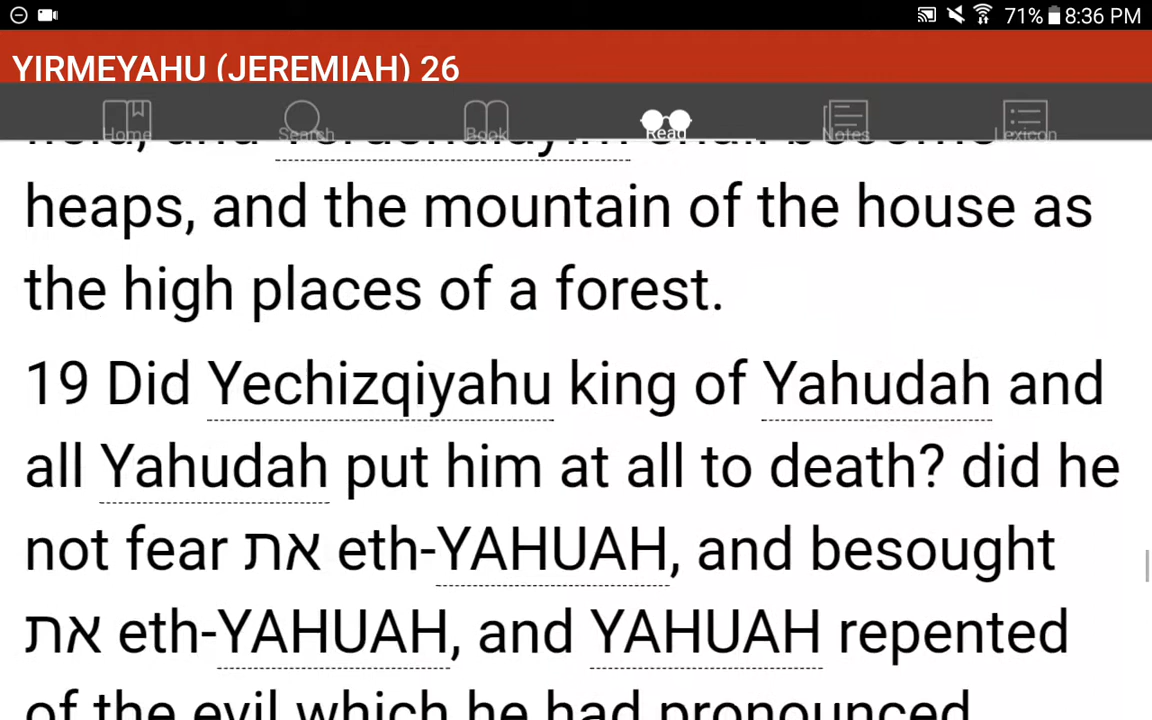 71% 8:36 PM
YIRMEYAHU (JEREMIAH) 26
Home Search Book Read Notes Lexicon
heaps, and the mountain of the house as
the high places of a forest.
19 Did Yechizqiyahu king of Yahudah and
all Yahudah put him at all to death? did he
not fear את eth-YAHUAH, and besought
את eth-YAHUAH, and YAHUAH repented
of the evil which he had pronounced